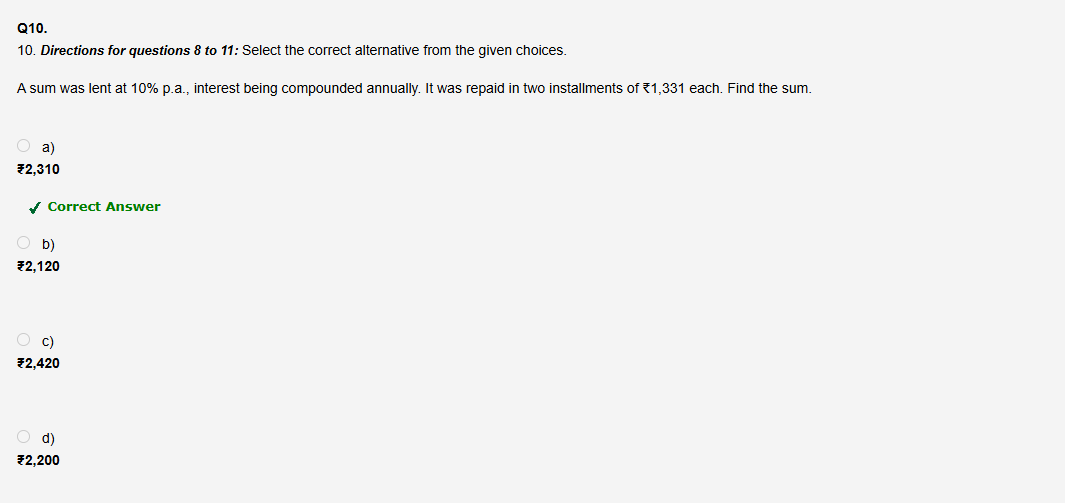 Q10.
10. Directions for questions 8 to 11: Select the correct alternative from the given choices.
A sum was lent at 10% p.a., interest being compounded annually. It was repaid in two installments of ₹1,331 each. Find the sum.
a)
₹2,310
✓ Correct Answer
b)
₹2,120
c)
₹2,420
d)
₹2,200